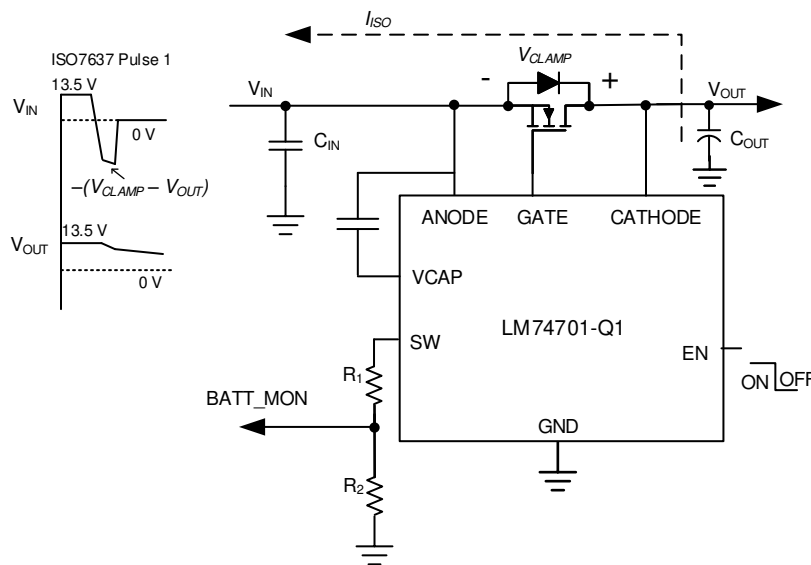 I_ISO
ISO7637 Pulse 1
V_CLAMP
13.5 V
- +
V_IN
V_IN
V_OUT
0 V
C_IN
C_OUT
–(V_CLAMP – V_OUT)
ANODE GATE CATHODE
13.5 V
V_OUT
0 V
VCAP
LM74701-Q1
SW
EN
R_1
ON OFF
BATT_MON
GND
R_2